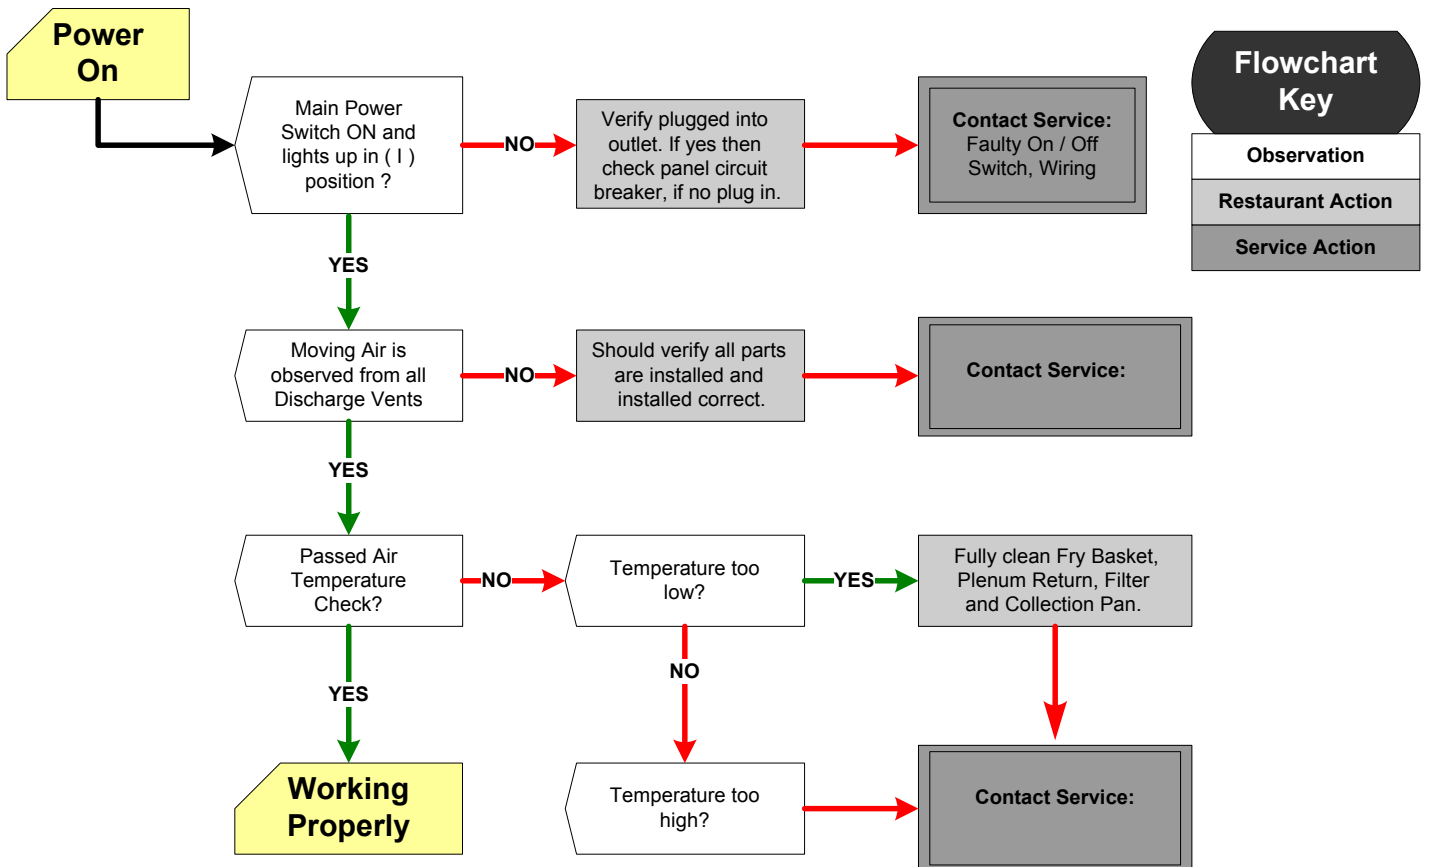 Power
On
Main Power
Switch ON and
lights up in ( I )
position ?
NO
Verify plugged into
outlet. If yes then
check panel circuit
breaker, if no plug in.
Contact Service:
Faulty On / Off
Switch, Wiring
Flowchart
Key
Observation
Restaurant Action
Service Action
YES
Moving Air is
observed from all
Discharge Vents
NO
Should verify all parts
are installed and
installed correct.
Contact Service:
YES
Passed Air
Temperature
Check?
NO
Temperature too
low?
YES
Fully clean Fry Basket,
Plenum Return, Filter
and Collection Pan.
YES
NO
Working
Properly
Temperature too
high?
Contact Service: